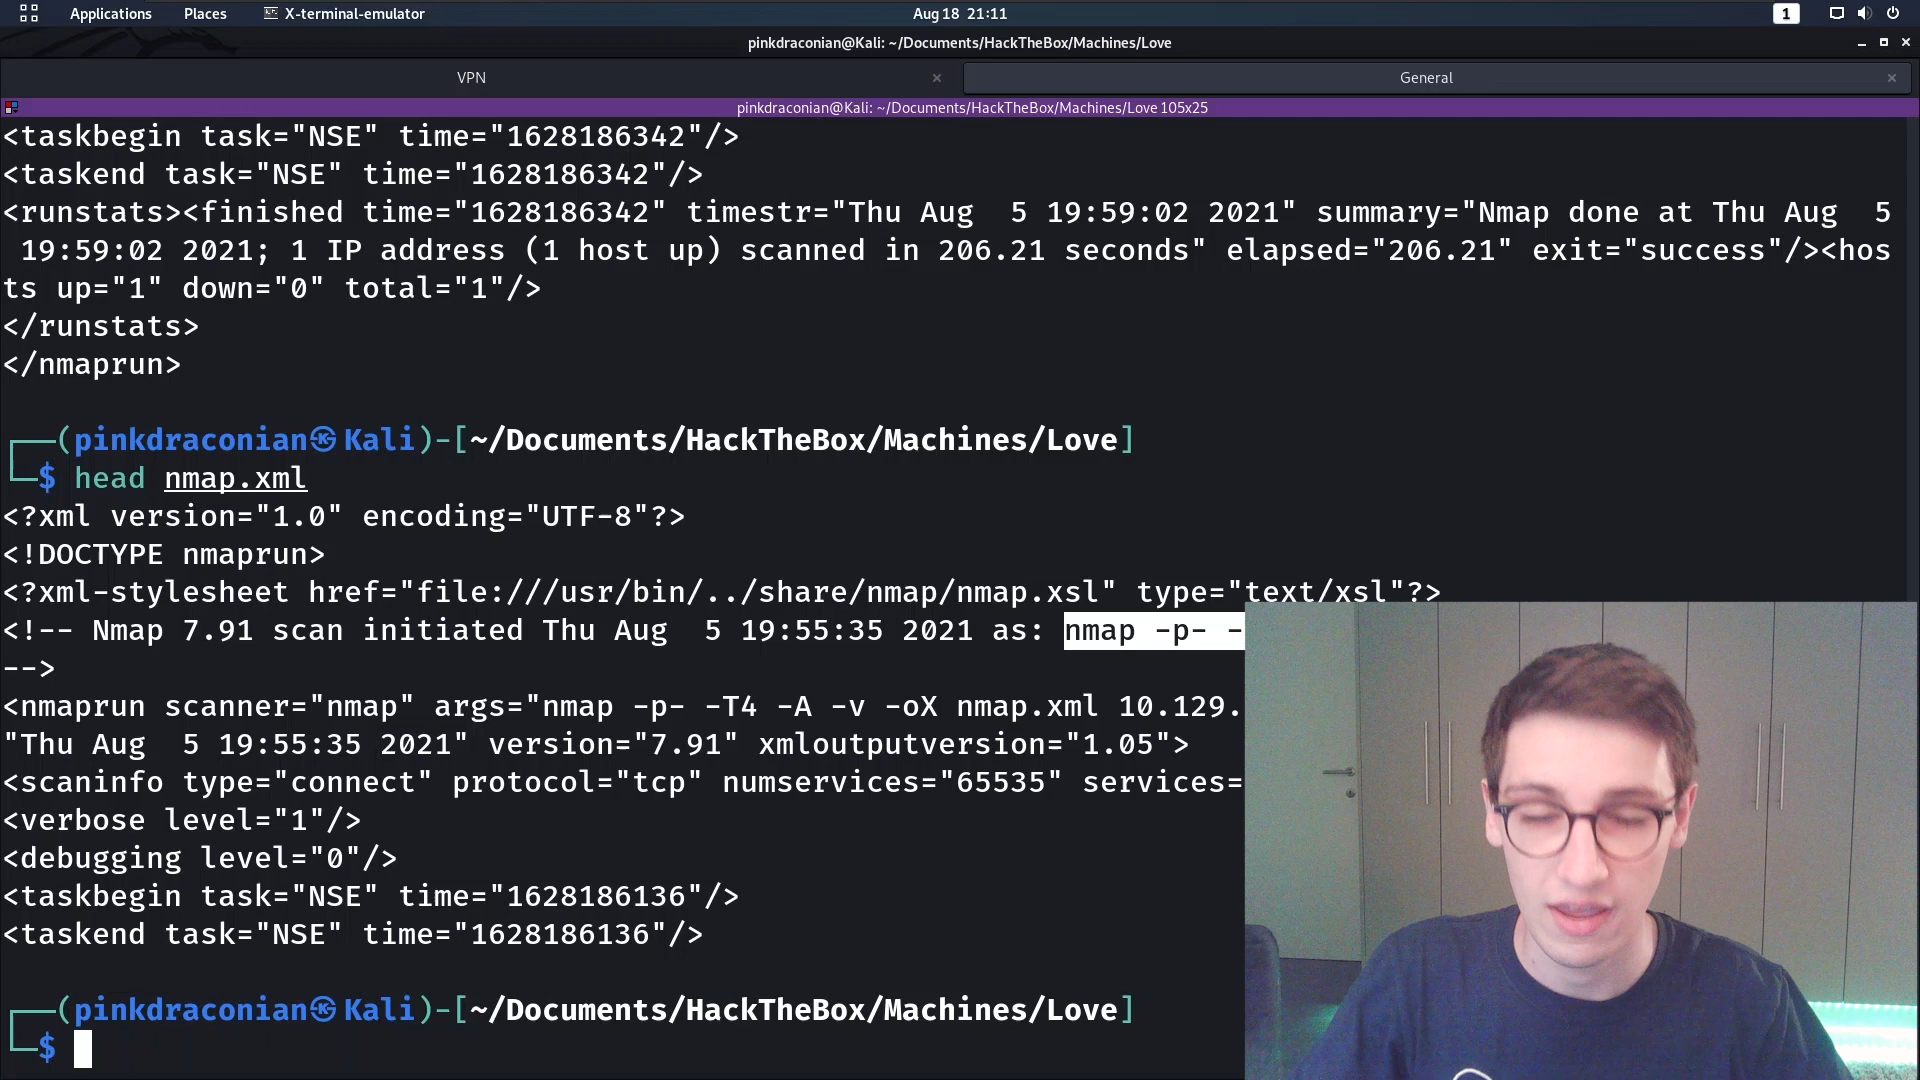 Applications Places X-terminal-emulator Aug 18 21:11 1
pinkdraconian@Kali: ~/Documents/HackTheBox/Machines/Love
VPN × General ×
pinkdraconian@Kali: ~/Documents/HackTheBox/Machines/Love 105x25
<taskbegin task="NSE" time="1628186342"/>
<taskend task="NSE" time="1628186342"/>
<runstats><finished time="1628186342" timestr="Thu Aug  5 19:59:02 2021" summary="Nmap done at Thu Aug  5
 19:59:02 2021; 1 IP address (1 host up) scanned in 206.21 seconds" elapsed="206.21" exit="success"/><hos
ts up="1" down="0" total="1"/>
</runstats>
</nmaprun>
┌──(pinkdraconian㉿Kali)-[~/Documents/HackTheBox/Machines/Love]
└─$ head nmap.xml
<?xml version="1.0" encoding="UTF-8"?>
<!DOCTYPE nmaprun>
<?xml-stylesheet href="file:///usr/bin/../share/nmap/nmap.xsl" type="text/xsl"?>
<!-- Nmap 7.91 scan initiated Thu Aug  5 19:55:35 2021 as: nmap -p- -
-->
<nmaprun scanner="nmap" args="nmap -p- -T4 -A -v -oX nmap.xml 10.129.
"Thu Aug  5 19:55:35 2021" version="7.91" xmloutputversion="1.05">
<scaninfo type="connect" protocol="tcp" numservices="65535" services=
<verbose level="1"/>
<debugging level="0"/>
<taskbegin task="NSE" time="1628186136"/>
<taskend task="NSE" time="1628186136"/>
┌──(pinkdraconian㉿Kali)-[~/Documents/HackTheBox/Machines/Love]
└─$